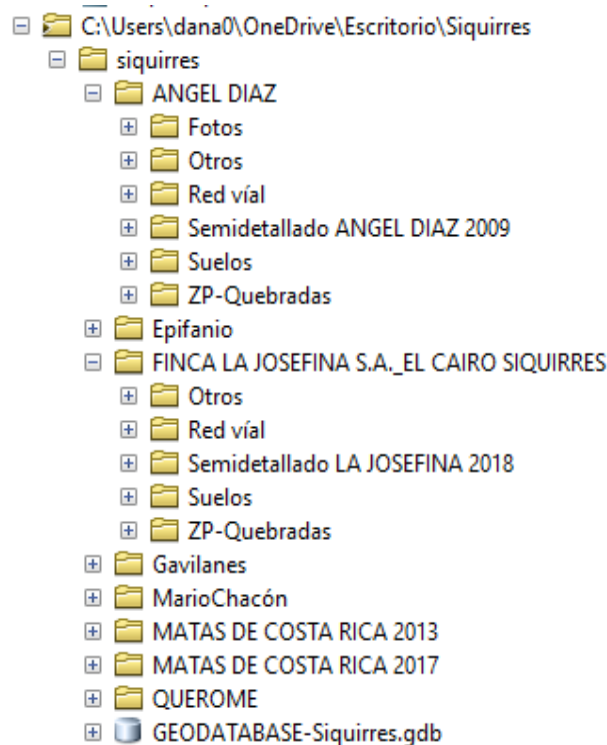 C:\Users\dana0\OneDrive\Escritorio\Siquirres
siquirres
ANGEL DIAZ
Fotos
Otros
Red víal
Semidetallado ANGEL DIAZ 2009
Suelos
ZP-Quebradas
Epifanio
FINCA LA JOSEFINA S.A._EL CAIRO SIQUIRRES
Otros
Red víal
Semidetallado LA JOSEFINA 2018
Suelos
ZP-Quebradas
Gavilanes
MarioChacón
MATAS DE COSTA RICA 2013
MATAS DE COSTA RICA 2017
QUEROME
GEODATABASE-Siquirres.gdb